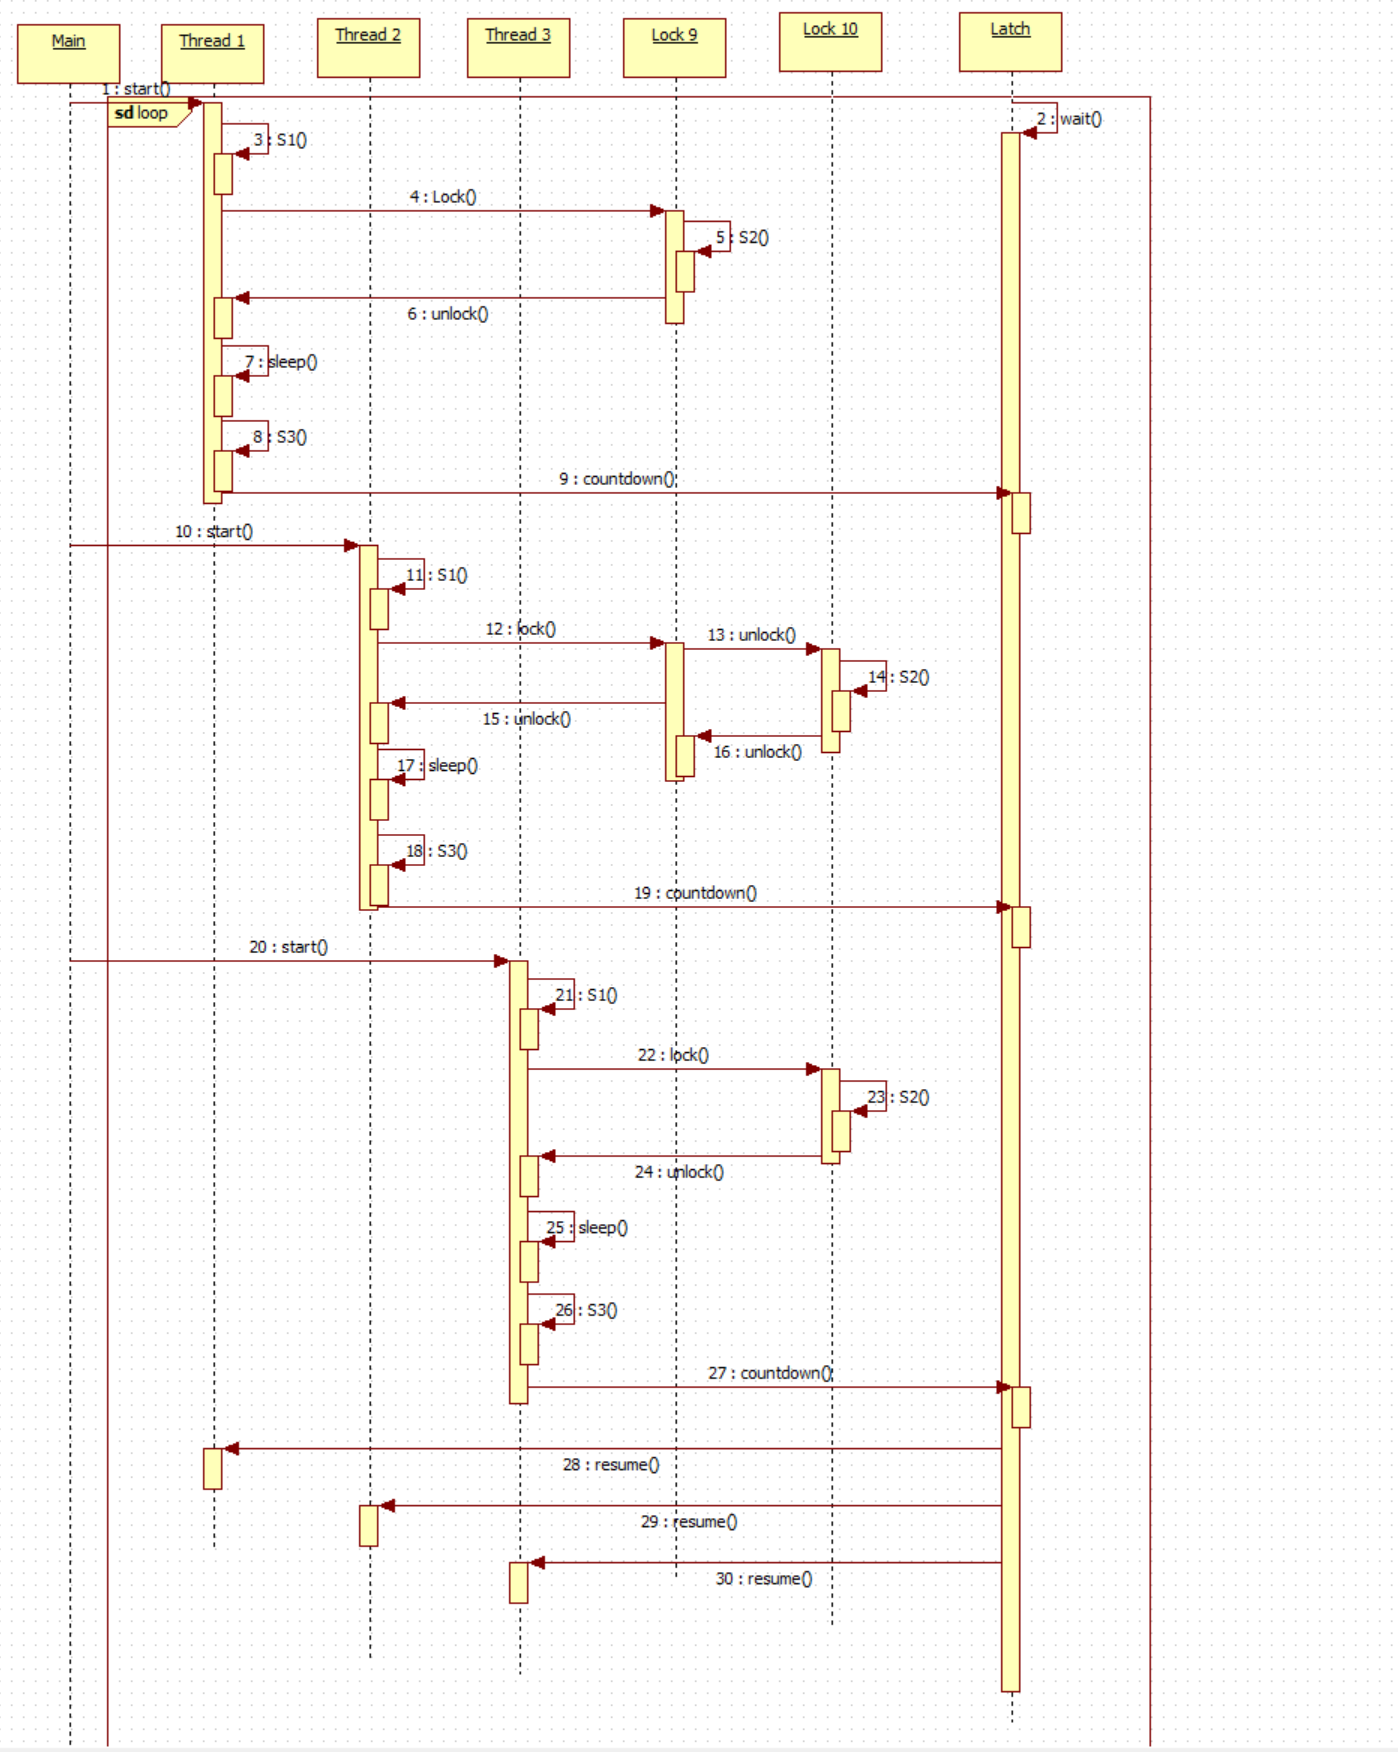 Main
Thread 1
Thread 2
Thread 3
Lock 9
Lock 10
Latch
1 : start()
sd loop
2 : wait()
3 : S1()
4 : Lock()
5 : S2()
6 : unlock()
7 : sleep()
8 : S3()
9 : countdown()
10 : start()
11 : S1()
12 : lock()
13 : unlock()
14 : S2()
15 : unlock()
16 : unlock()
17 : sleep()
18 : S3()
19 : countdown()
20 : start()
21 : S1()
22 : lock()
23 : S2()
24 : unlock()
25 : sleep()
26 : S3()
27 : countdown()
28 : resume()
29 : resume()
30 : resume()